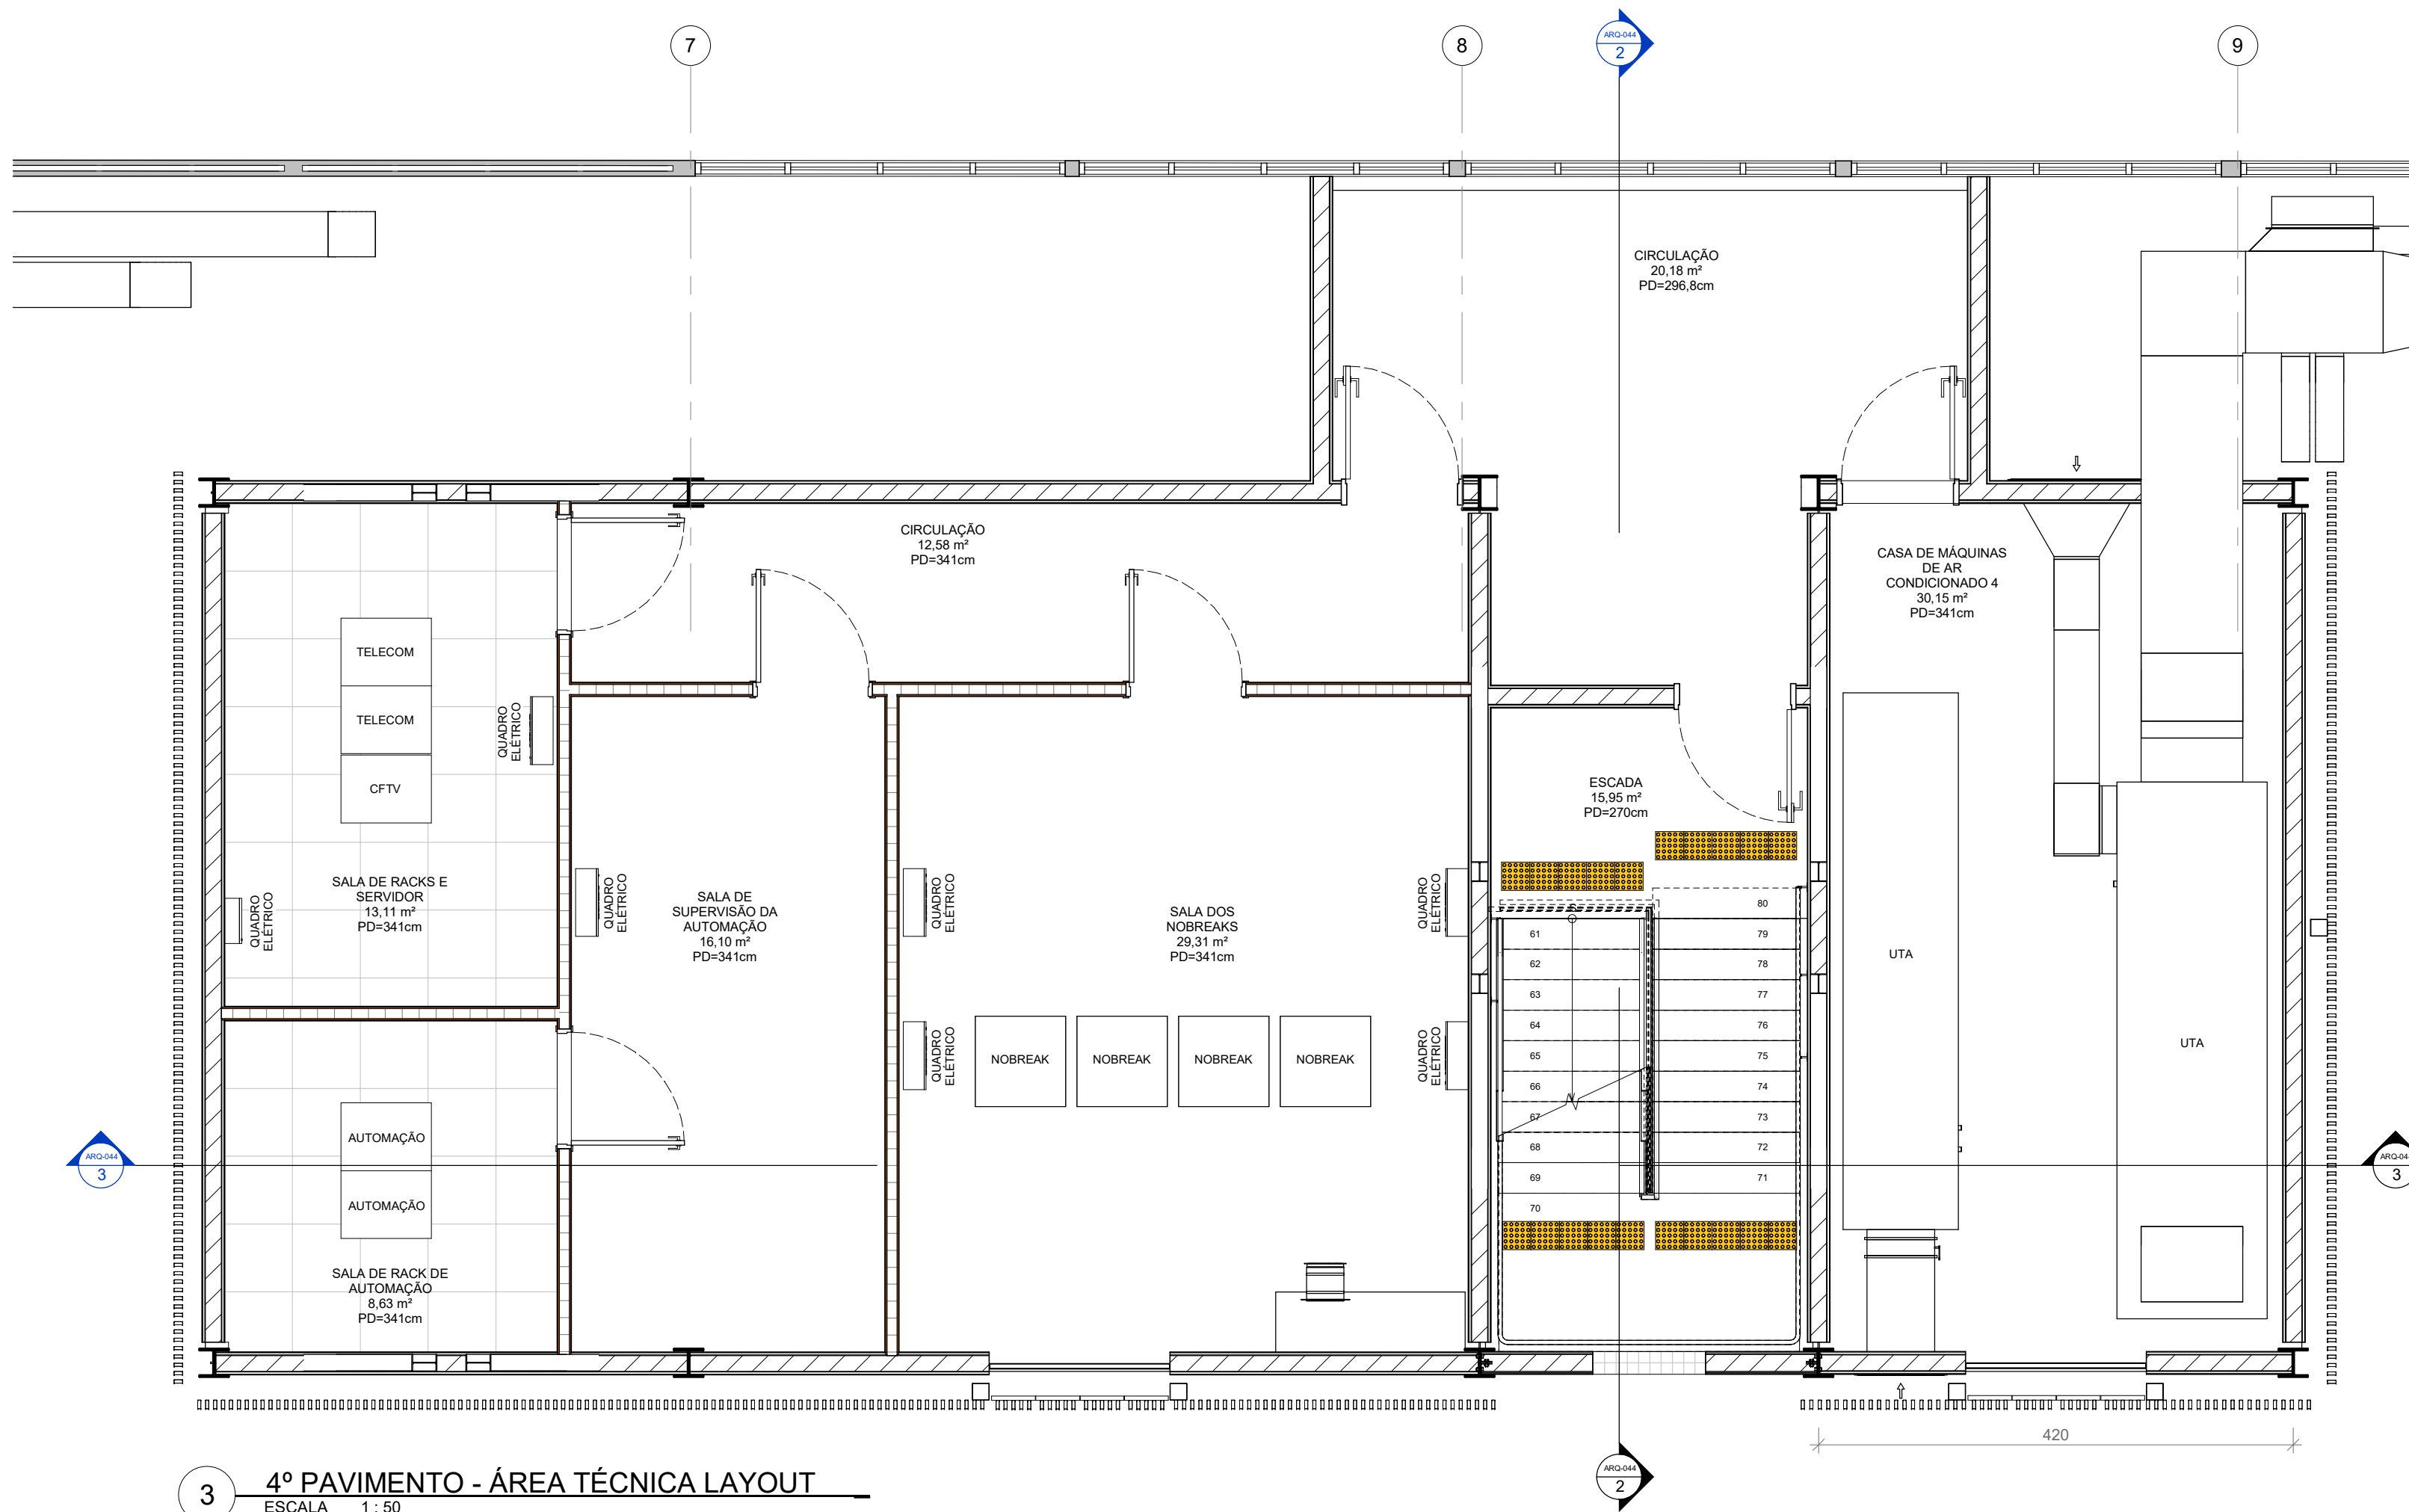 7
8
ARQ-044
2
9
CIRCULAÇÃO
20,18 m²
PD=296,8cm
CIRCULAÇÃO
12,58 m²
PD=341cm
CASA DE MÁQUINAS
DE AR
CONDICIONADO 4
30,15 m²
PD=341cm
TELECOM
TELECOM
CFTV
QUADRO
ELÉTRICO
SALA DE RACKS E
SERVIDOR
13,11 m²
PD=341cm
QUADRO
ELÉTRICO
QUADRO
ELÉTRICO
SALA DE
SUPERVISÃO DA
AUTOMAÇÃO
16,10 m²
PD=341cm
QUADRO
ELÉTRICO
SALA DOS
NOBREAKS
29,31 m²
PD=341cm
QUADRO
ELÉTRICO
QUADRO
ELÉTRICO
NOBREAK
NOBREAK
NOBREAK
NOBREAK
QUADRO
ELÉTRICO
ESCADA
15,95 m²
PD=270cm
S
80
61
79
62
78
63
77
64
76
65
75
66
74
67
73
68
72
69
71
70
UTA
UTA
AUTOMAÇÃO
AUTOMAÇÃO
SALA DE RACK DE
AUTOMAÇÃO
8,63 m²
PD=341cm
ARQ-044
3
ARQ-04
3
420
ARQ-044
2
3
4º PAVIMENTO - ÁREA TÉCNICA LAYOUT
ESCALA 1 : 50